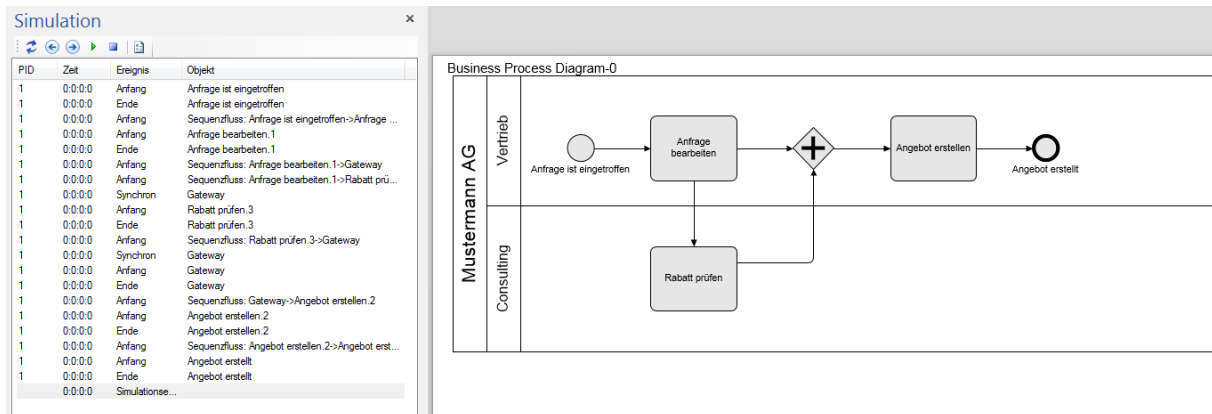 Simulation
PID Zeit Ereignis Objekt
1 0:0:0:0 Anfang Anfrage ist eingetroffen
1 0:0:0:0 Ende Anfrage ist eingetroffen
1 0:0:0:0 Anfang Sequenzfluss: Anfrage ist eingetroffen->Anfrage ...
1 0:0:0:0 Anfang Anfrage bearbeiten.1
1 0:0:0:0 Ende Anfrage bearbeiten.1
1 0:0:0:0 Anfang Sequenzfluss: Anfrage bearbeiten.1->Gateway
1 0:0:0:0 Anfang Sequenzfluss: Anfrage bearbeiten.1->Rabatt prü...
1 0:0:0:0 Synchron Gateway
1 0:0:0:0 Anfang Rabatt prüfen.3
1 0:0:0:0 Ende Rabatt prüfen.3
1 0:0:0:0 Anfang Sequenzfluss: Rabatt prüfen.3->Gateway
1 0:0:0:0 Synchron Gateway
1 0:0:0:0 Anfang Gateway
1 0:0:0:0 Ende Gateway
1 0:0:0:0 Anfang Sequenzfluss: Gateway->Angebot erstellen.2
1 0:0:0:0 Anfang Angebot erstellen.2
1 0:0:0:0 Ende Angebot erstellen.2
1 0:0:0:0 Anfang Sequenzfluss: Angebot erstellen.2->Angebot erst...
1 0:0:0:0 Anfang Angebot erstellt
1 0:0:0:0 Ende Angebot erstellt
0:0:0:0 Simulationse...
Business Process Diagram-0
Mustermann AG
Vertrieb
Anfrage ist eingetroffen
Anfrage
bearbeiten
Angebot erstellen
Angebot erstellt
Consulting
Rabatt prüfen